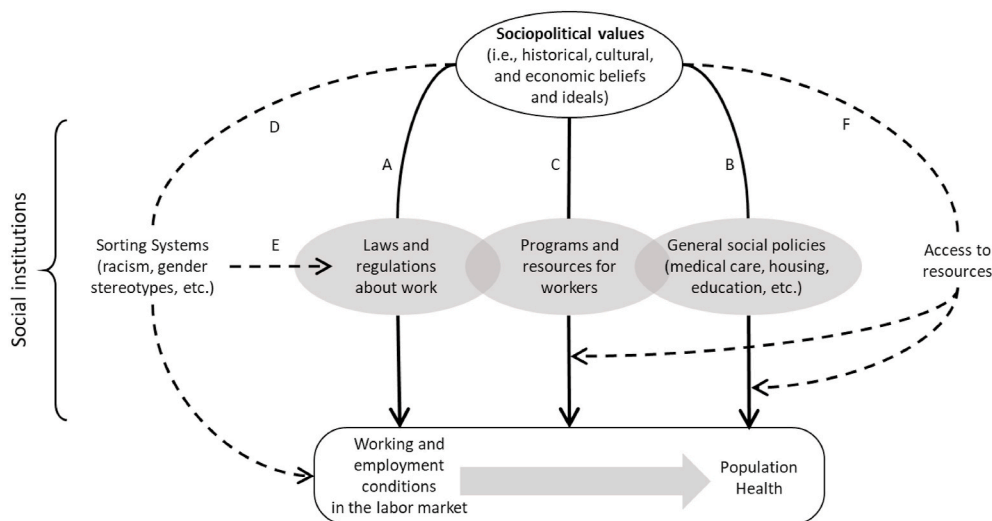 Sociopolitical values
(i.e., historical, cultural,
and economic beliefs
and ideals)
D
F
A
C
B
Social institutions
Sorting Systems
(racism, gender
stereotypes, etc.)
E
Laws and
regulations
about work
Programs and
resources for
workers
General social policies
(medical care, housing,
education, etc.)
Access to
resources
Working and
employment
conditions
in the labor market
Population
Health